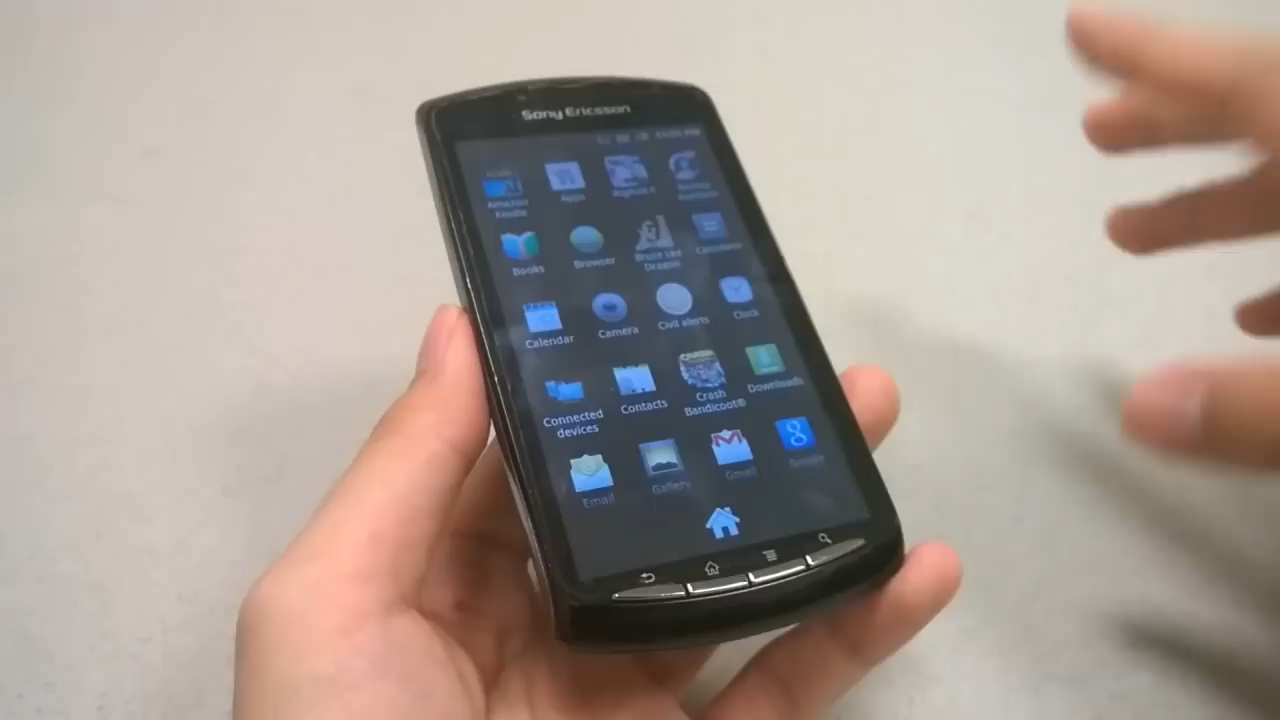 Sony Ericsson
Amazon
Kindle
Apps
Books
Browser
Bruce Lee
Dragon
Calculator
Calendar
Camera
Civil alerts
Clock
Connected
devices
Contacts
Crash
Bandicoot®
Downloads
Email
Gallery
Gmail
Google